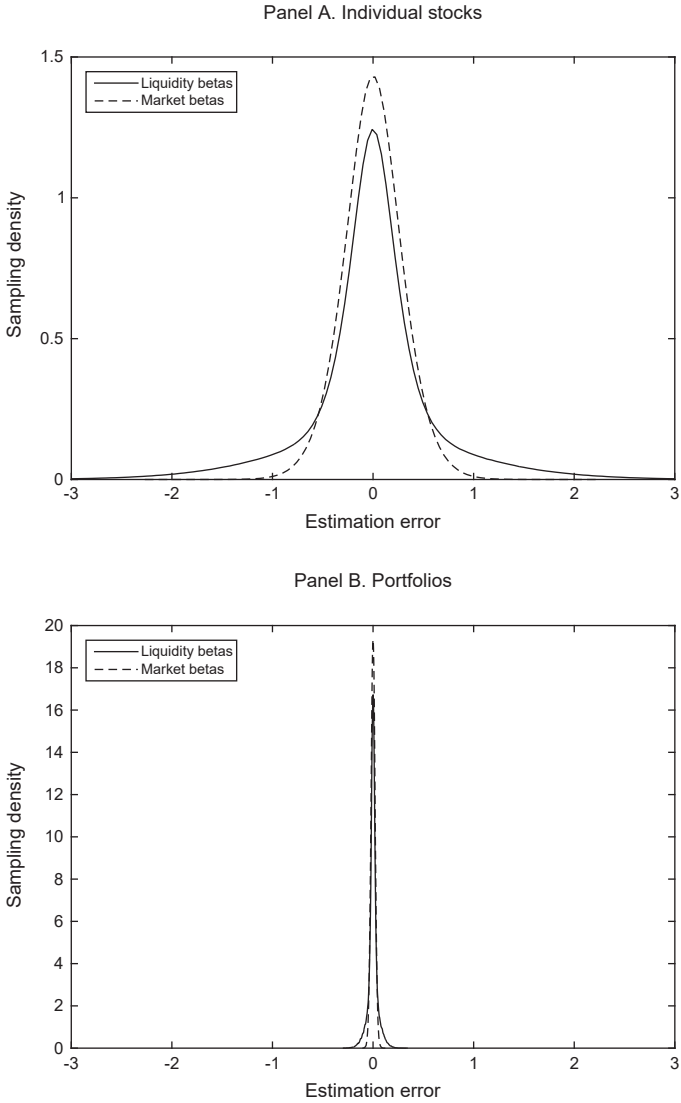 Panel A. Individual stocks
1.5
Liquidity betas
Market betas
1
Sampling density
0.5
0
-3 -2 -1 0 1 2 3
Estimation error
Panel B. Portfolios
20
Liquidity betas
18
Market betas
16
14
12
Sampling density
10
8
6
4
2
0
-3 -2 -1 0 1 2 3
Estimation error